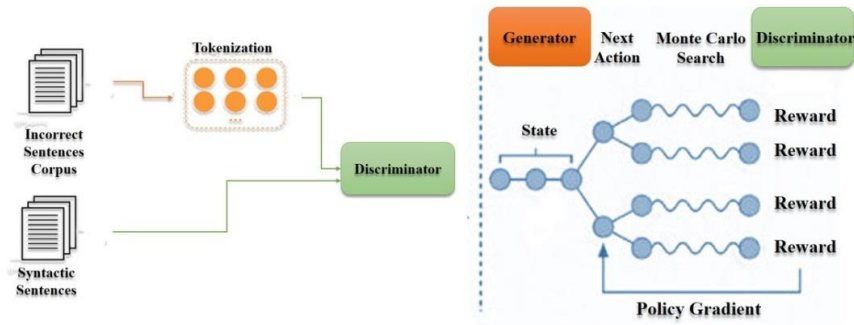 Tokenization
Incorrect
Sentences
Corpus
Discriminator
Syntactic
Sentences
Generator
Next
Action
Monte Carlo
Search
Discriminator
State
Reward
Reward
Reward
Reward
Policy Gradient